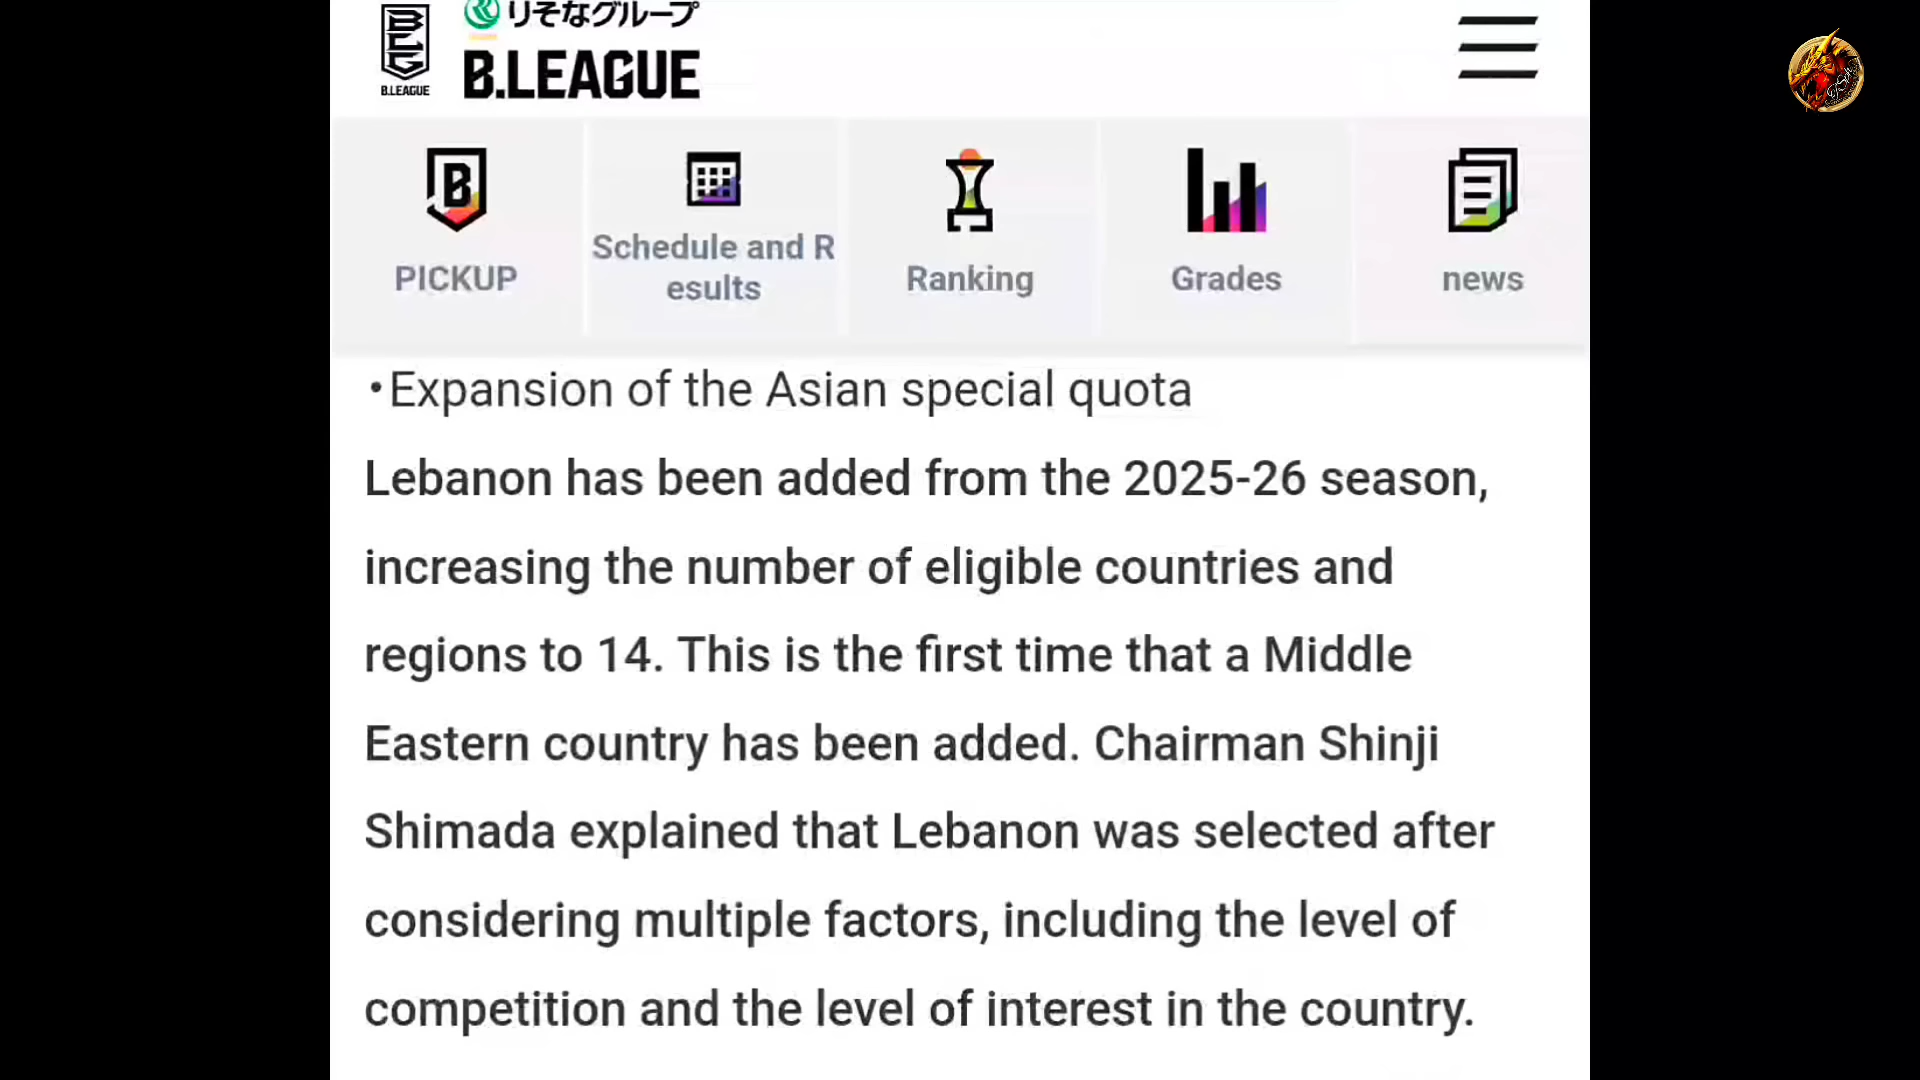 りそなグループ
B.LEAGUE
B.LEAGUE
PICKUP
Schedule and R
esults
Ranking
Grades
news
・Expansion of the Asian special quota
Lebanon has been added from the 2025-26 season,
increasing the number of eligible countries and
regions to 14. This is the first time that a Middle
Eastern country has been added. Chairman Shinji
Shimada explained that Lebanon was selected after
considering multiple factors, including the level of
competition and the level of interest in the country.